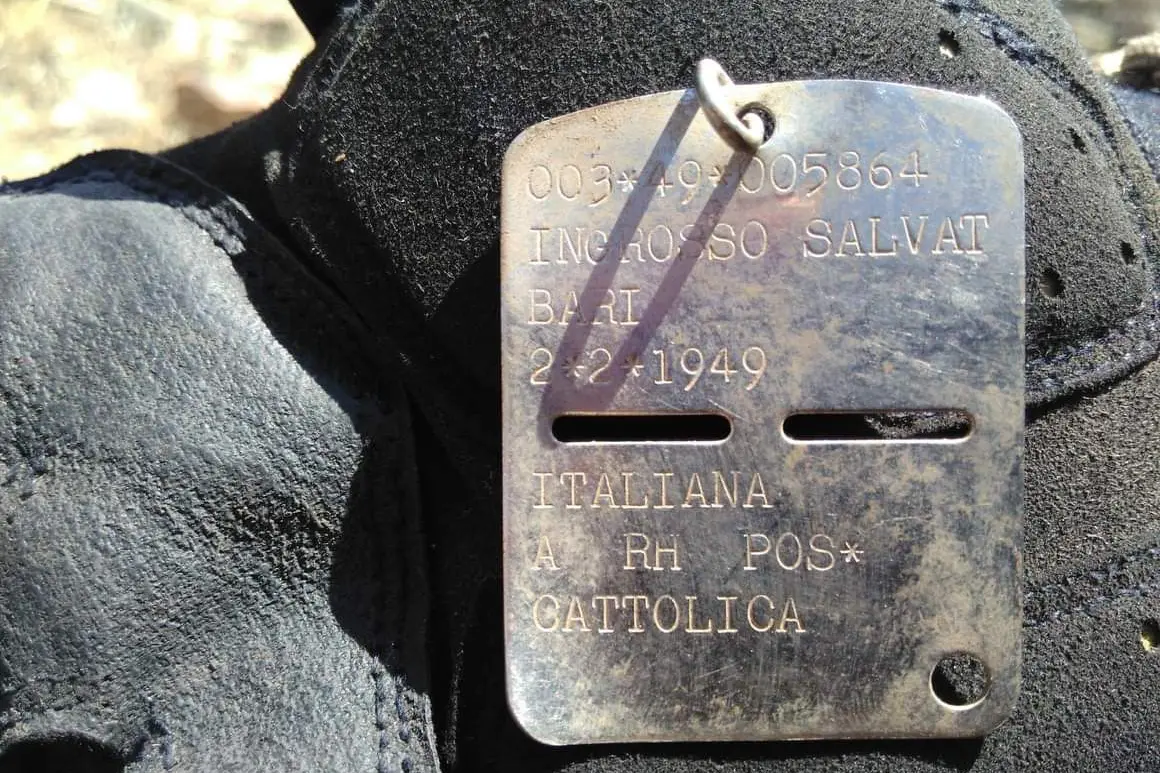 003*49*005864
INGROSSO SALVAT
BARI
2*2*1949
ITALIANA
A RH POS*
CATTOLICA